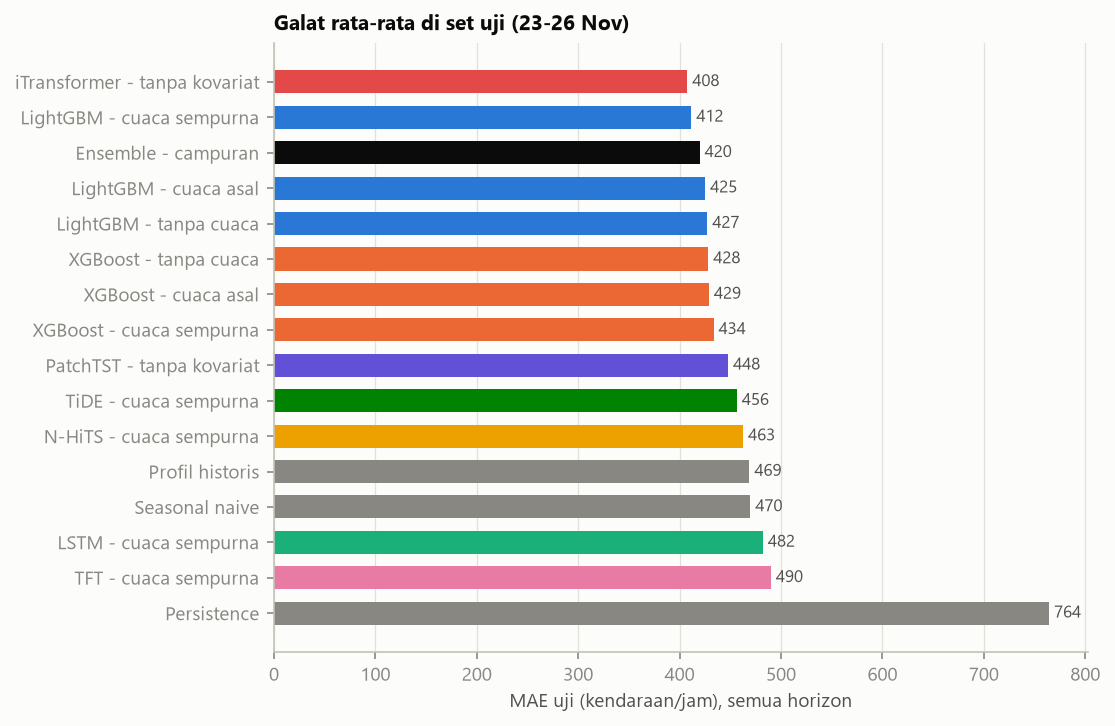 Galat rata-rata di set uji (23-26 Nov)
iTransformer - tanpa kovariat 408
LightGBM - cuaca sempurna 412
Ensemble - campuran 420
LightGBM - cuaca asal 425
LightGBM - tanpa cuaca 427
XGBoost - tanpa cuaca 428
XGBoost - cuaca asal 429
XGBoost - cuaca sempurna 434
PatchTST - tanpa kovariat 448
TiDE - cuaca sempurna 456
N-HiTS - cuaca sempurna 463
Profil historis 469
Seasonal naive 470
LSTM - cuaca sempurna 482
TFT - cuaca sempurna 490
Persistence 764
0 100 200 300 400 500 600 700 800
MAE uji (kendaraan/jam), semua horizon